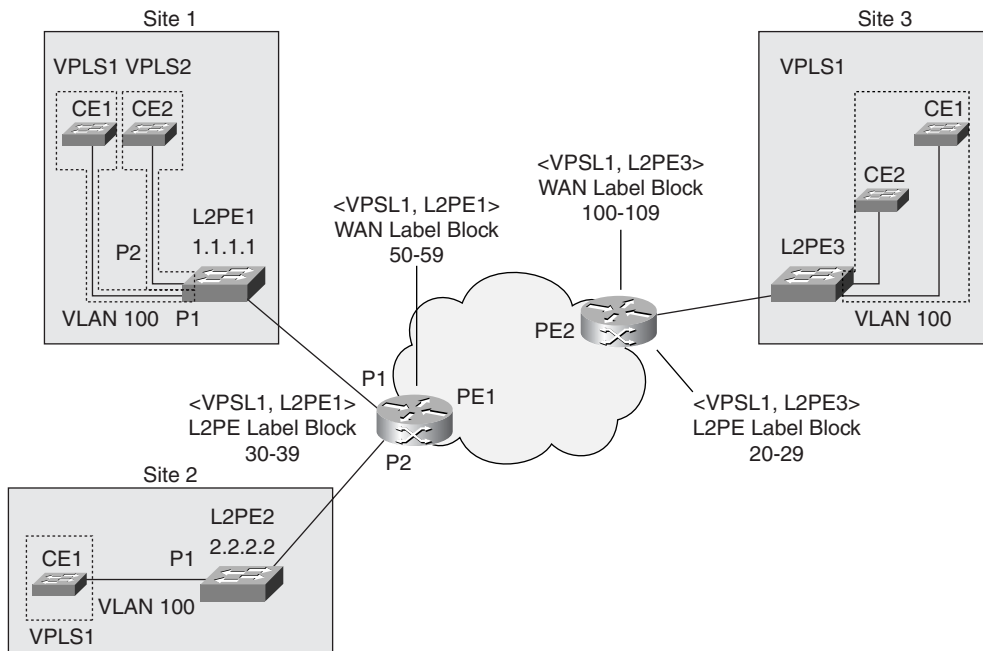 Site 1
VPLS1 VPLS2
CE1 CE2
L2PE1
1.1.1.1
P2
VLAN 100 P1
Site 3
VPLS1
CE1
CE2
L2PE3
VLAN 100
<VPSL1, L2PE1>
WAN Label Block
50-59
<VPSL1, L2PE3>
WAN Label Block
100-109
PE2
P1
PE1
P2
<VPSL1, L2PE1>
L2PE Label Block
30-39
<VPSL1, L2PE3>
L2PE Label Block
20-29
Site 2
L2PE2
2.2.2.2
CE1
P1
VLAN 100
VPLS1